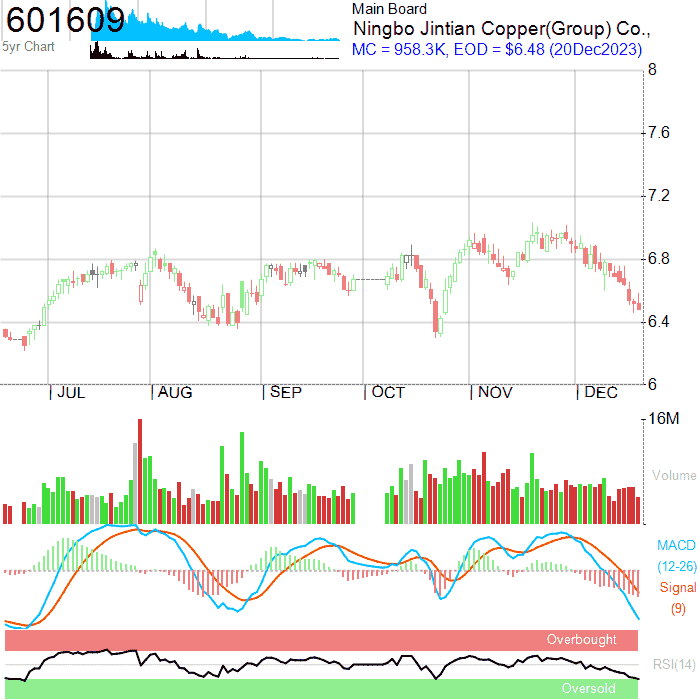 601609
5yr Chart
Main Board
Ningbo Jintian Copper(Group) Co.,
MC = 958.3K, EOD = $6.48 (20Dec2023)
8
7.6
7.2
6.8
6.4
6
JUL AUG SEP OCT NOV DEC
16M
Volume
MACD
(12-26)
Signal
(9)
Overbought
RSI(14)
Oversold